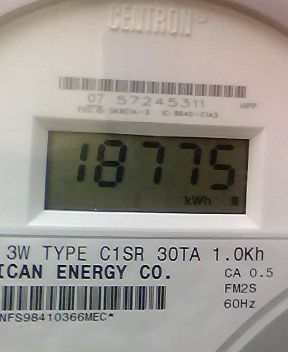 CENTRON
07 57245311 HPP
18775
kWh
3W TYPE C1SR 30TA 1.0Kh
ICAN ENERGY CO. CA 0.5
FM2S
60Hz
NFS98410366MEC*